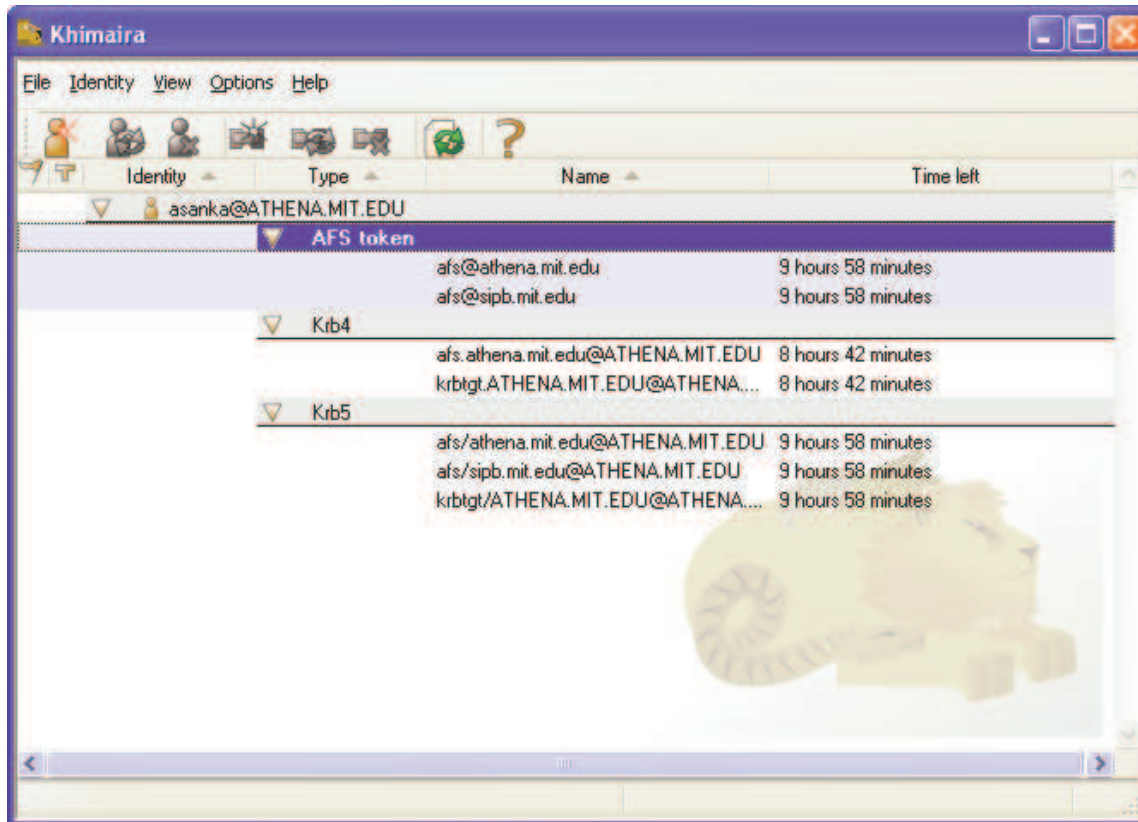 Khimaira
File Identity View Options Help
Identity Type Name Time left
asanka@ATHENA.MIT.EDU
AFS token
afs@athena.mit.edu 9 hours 58 minutes
afs@sipb.mit.edu 9 hours 58 minutes
Krb4
afs.athena.mit.edu@ATHENA.MIT.EDU 8 hours 42 minutes
krbtgt.ATHENA.MIT.EDU@ATHENA.... 8 hours 42 minutes
Krb5
afs/athena.mit.edu@ATHENA.MIT.EDU 9 hours 58 minutes
afs/sipb.mit.edu@ATHENA.MIT.EDU 9 hours 58 minutes
krbtgt/ATHENA.MIT.EDU@ATHENA.... 9 hours 58 minutes